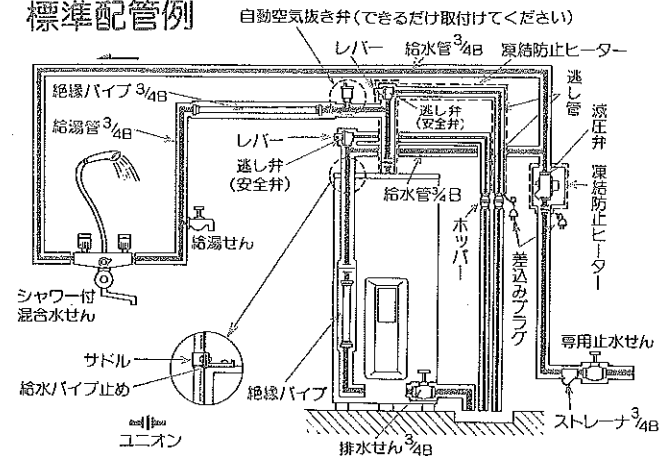 標準配管例
自動空気抜き弁(できるだけ取付けてください)
レバー
給水管3/4B
凍結防止ヒーター
絶縁パイプ3/4B
逃し弁
(安全弁)
逃し管
減圧弁
給湯管3/4B
レバー
逃し弁
(安全弁)
給水管3/4B
凍結防止ヒーター
ホッパー
給湯せん
差込みプラグ
シャワー付
混合水せん
専用止水せん
サドル
給水パイプ止め
絶縁パイプ
ストレーナ3/4B
ユニオン
排水せん3/4B